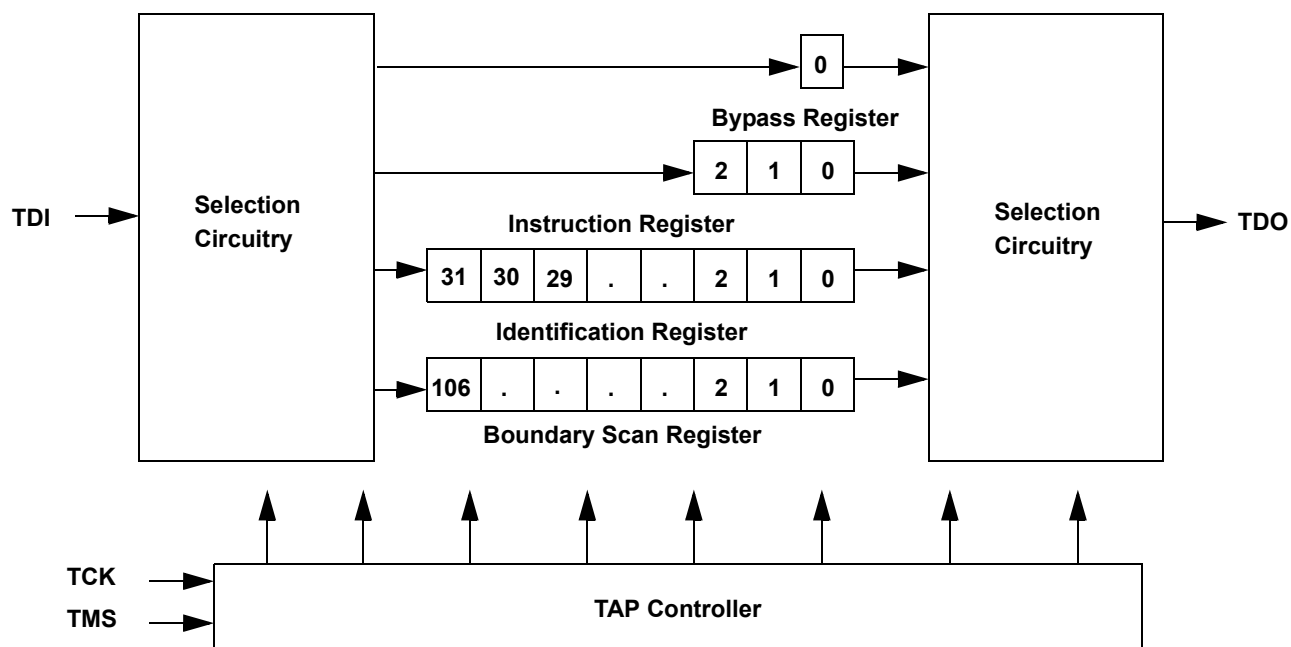 0
Bypass Register
2 1 0
TDI
Selection
Circuitry
Selection
Circuitry
TDO
Instruction Register
31 30 29 . . 2 1 0
Identification Register
106 . . . . 2 1 0
Boundary Scan Register
TCK
TMS
TAP Controller